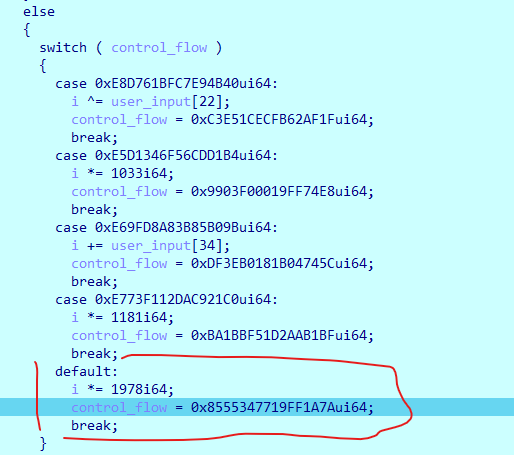 else
{
switch ( control_flow )
{
case 0xE8D761BFC7E94B40ui64:
i ^= user_input[22];
control_flow = 0xC3E51CECFB62AF1Fui64;
break;
case 0xE5D1346F56CDD1B4ui64:
i *= 1033i64;
control_flow = 0x9903F00019FF74E8ui64;
break;
case 0xE69FD8A83B85B09Bui64:
i += user_input[34];
control_flow = 0xDF3EB0181B04745Cui64;
break;
case 0xE773F112DAC921C0ui64:
i *= 1181i64;
control_flow = 0xBA1BBF51D2AAB1BFui64;
break;
default:
i *= 1978i64;
control_flow = 0x8555347719FF1A7Aui64;
break;
}